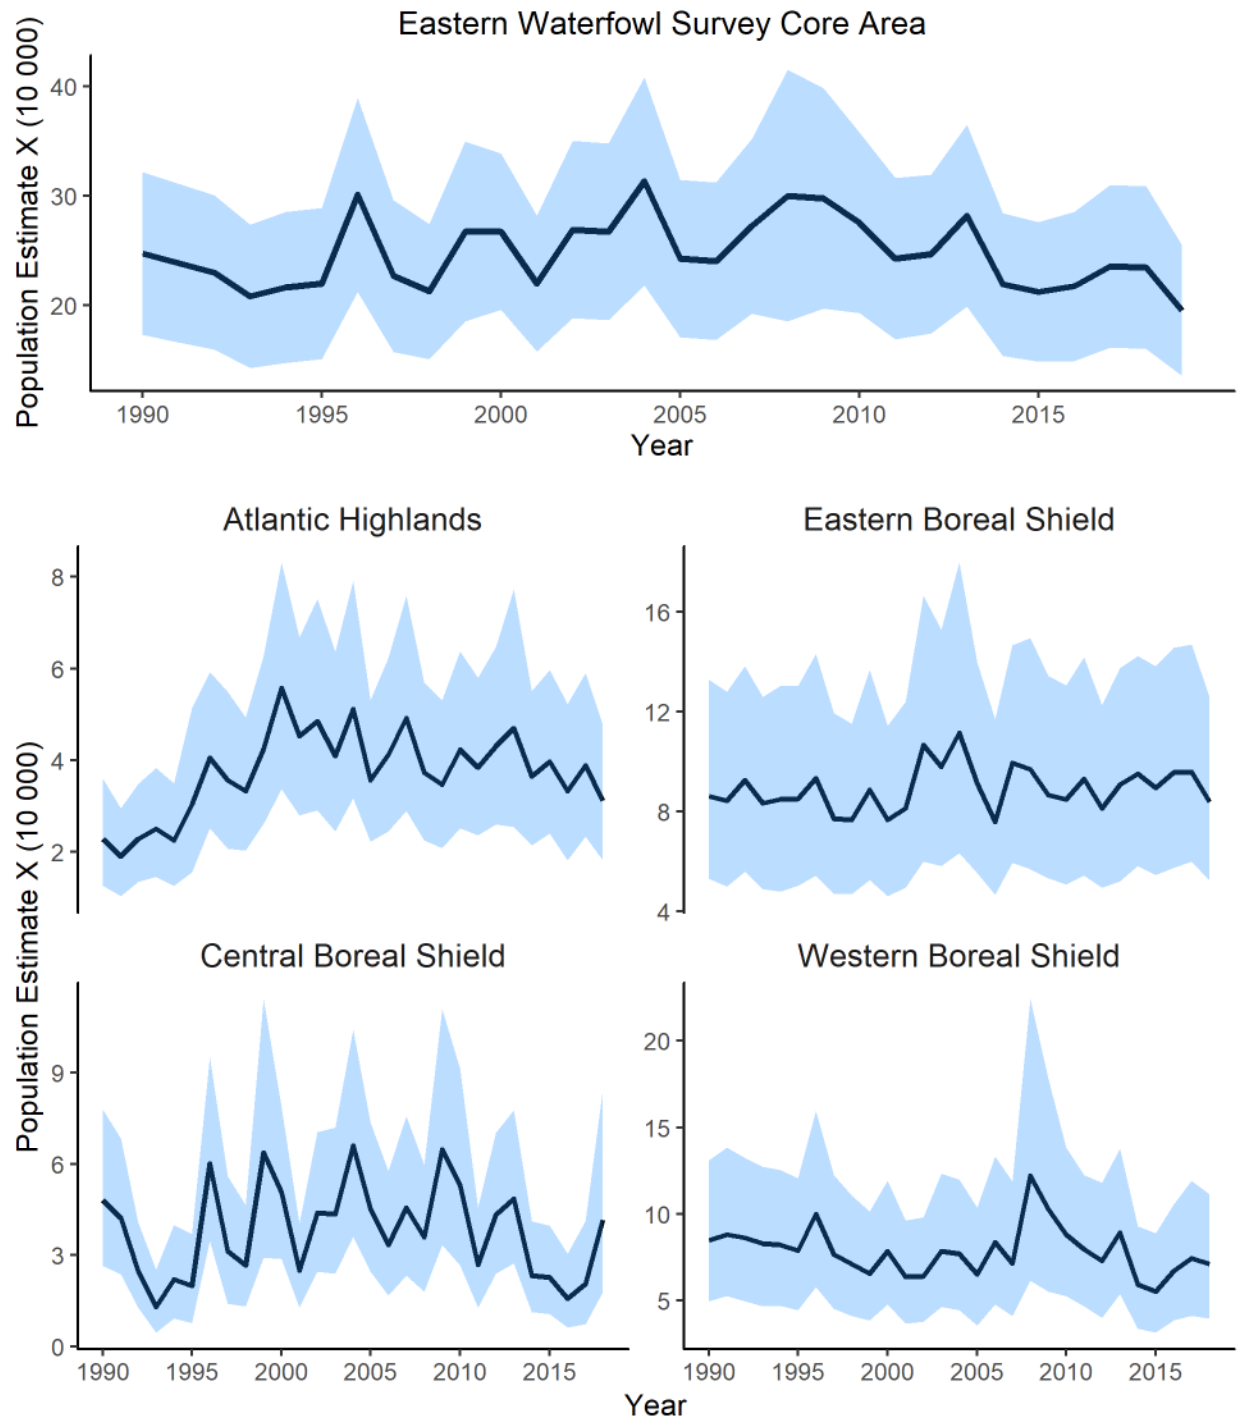 Eastern Waterfowl Survey Core Area
Population Estimate X (10 000)
40
30
20
1990 1995 2000 2005 2010 2015
Year
Population Estimate X (10 000)
Atlantic Highlands
8
6
4
2
Eastern Boreal Shield
16
12
8
4
Central Boreal Shield
9
6
3
0
1990 1995 2000 2005 2010 2015
Western Boreal Shield
20
15
10
5
1990 1995 2000 2005 2010 2015
Year